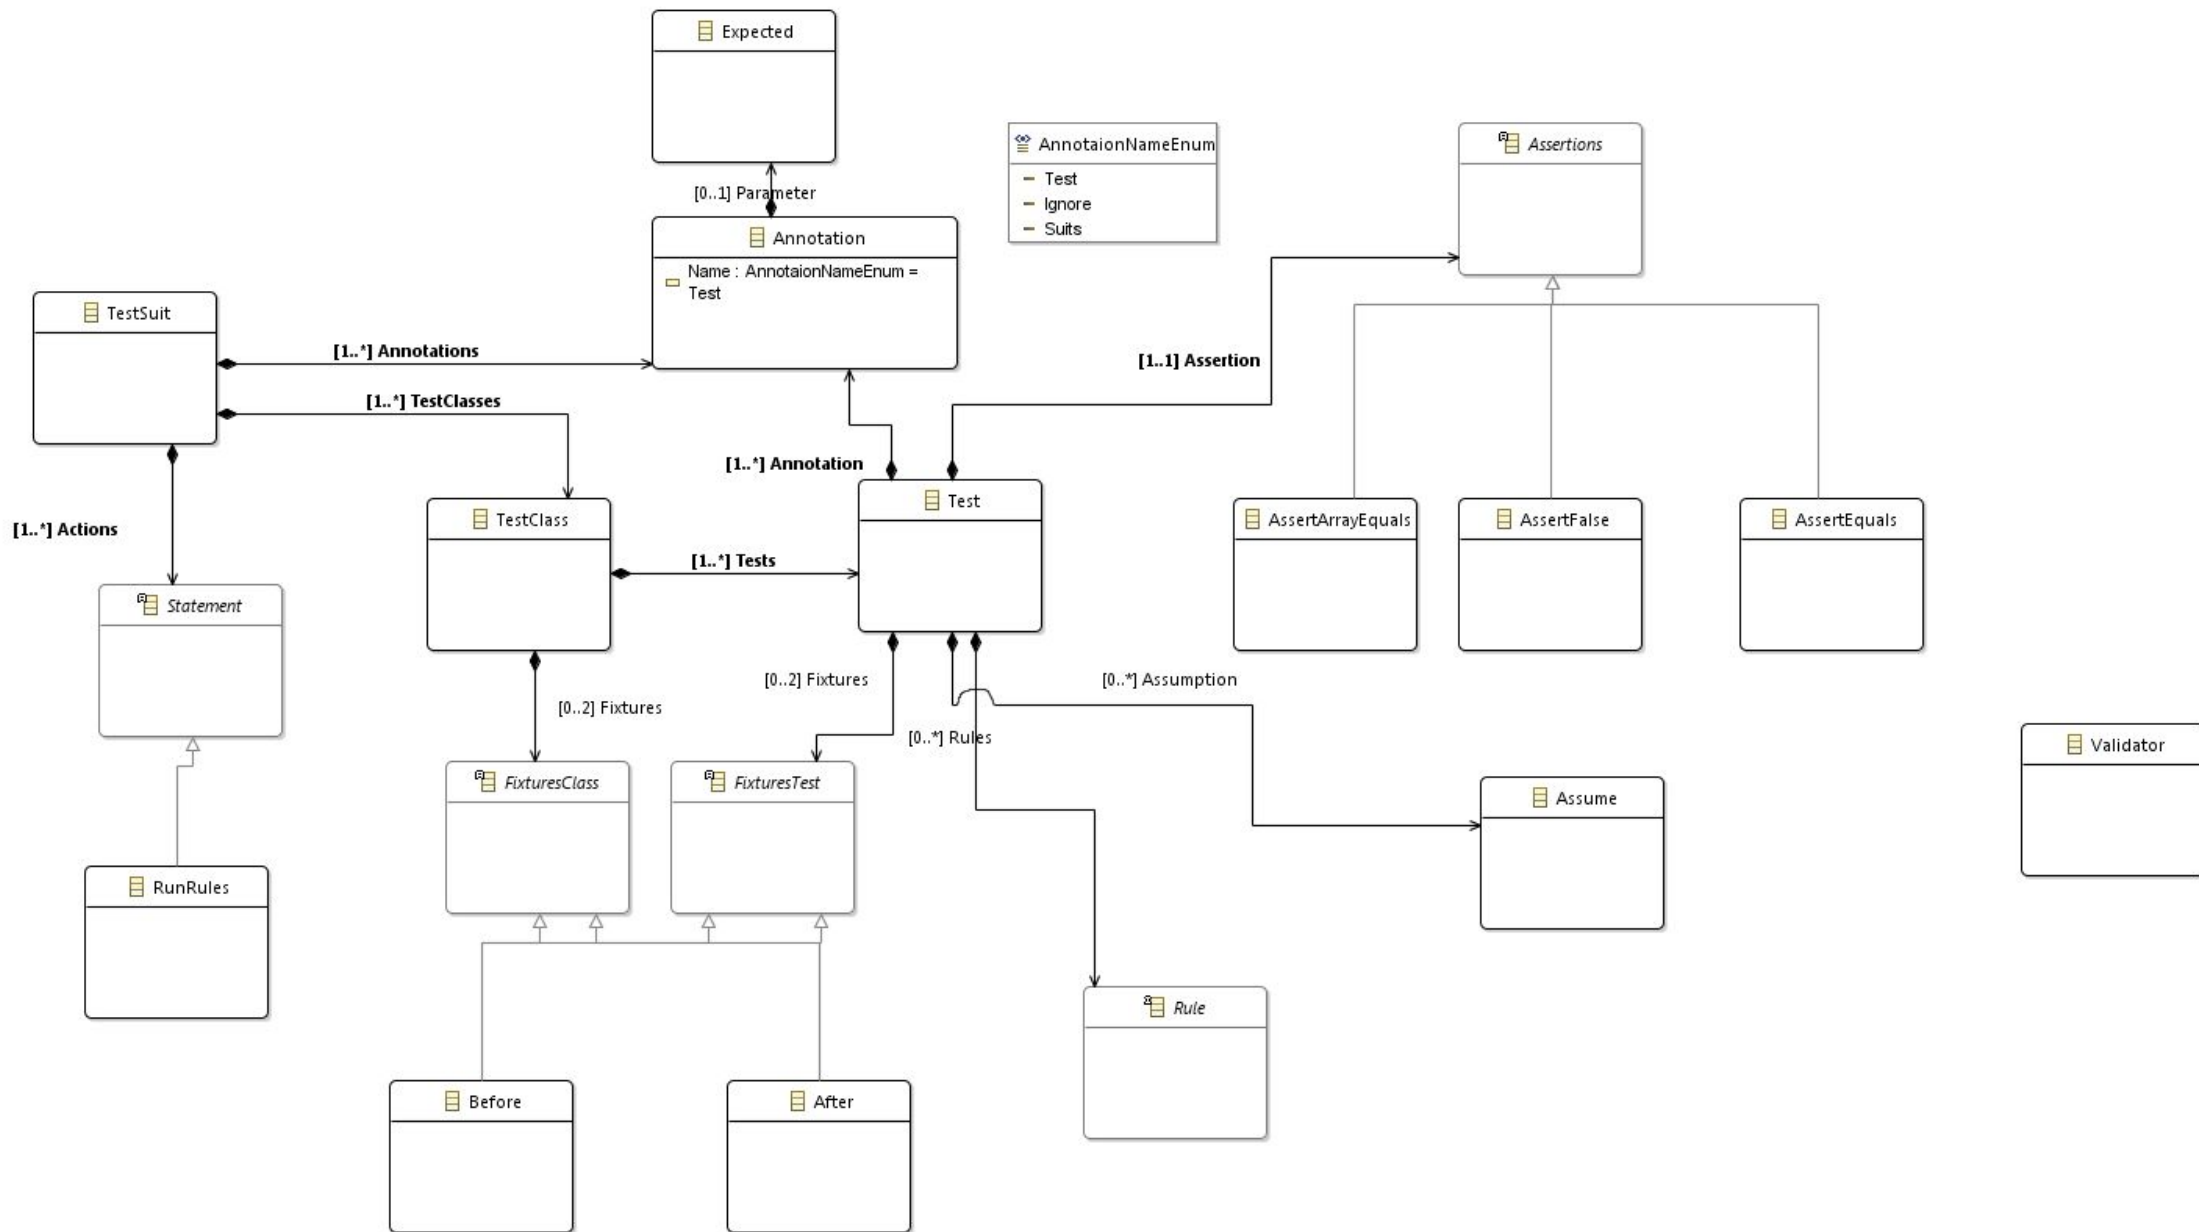 Expected
[0..1] Parameter
AnnotaionNameEnum
Test
Ignore
Suits
Assertions
Annotation
Name : AnnotaionNameEnum =
Test
TestSuit
[1..*] Annotations
[1..*] TestClasses
[1..1] Assertion
[1..*] Annotation
[1..*] Actions
TestClass
[1..*] Tests
Test
AssertArrayEquals
AssertFalse
AssertEquals
Statement
[0..2] Fixtures
[0..2] Fixtures
[0..*] Assumption
[0..*] Rules
Validator
FixturesClass
FixturesTest
Assume
RunRules
Rule
Before
After